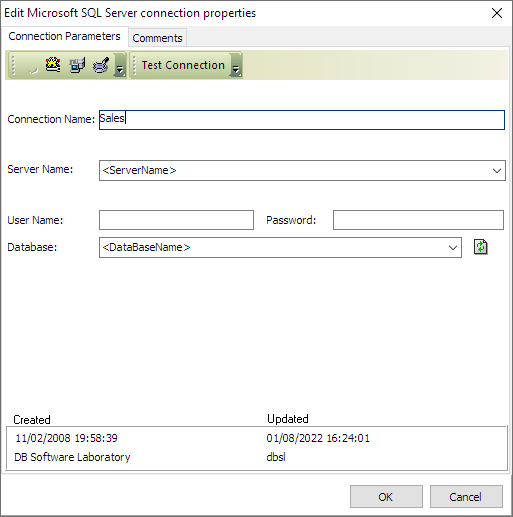 Edit Microsoft SQL Server connection properties
Connection Parameters Comments
Test Connection
Connection Name: Sales
Server Name: <ServerName>
User Name: Password:
Database: <DataBaseName>
Created Updated
11/02/2008 19:58:39 01/08/2022 16:24:01
DB Software Laboratory dbsl
OK Cancel